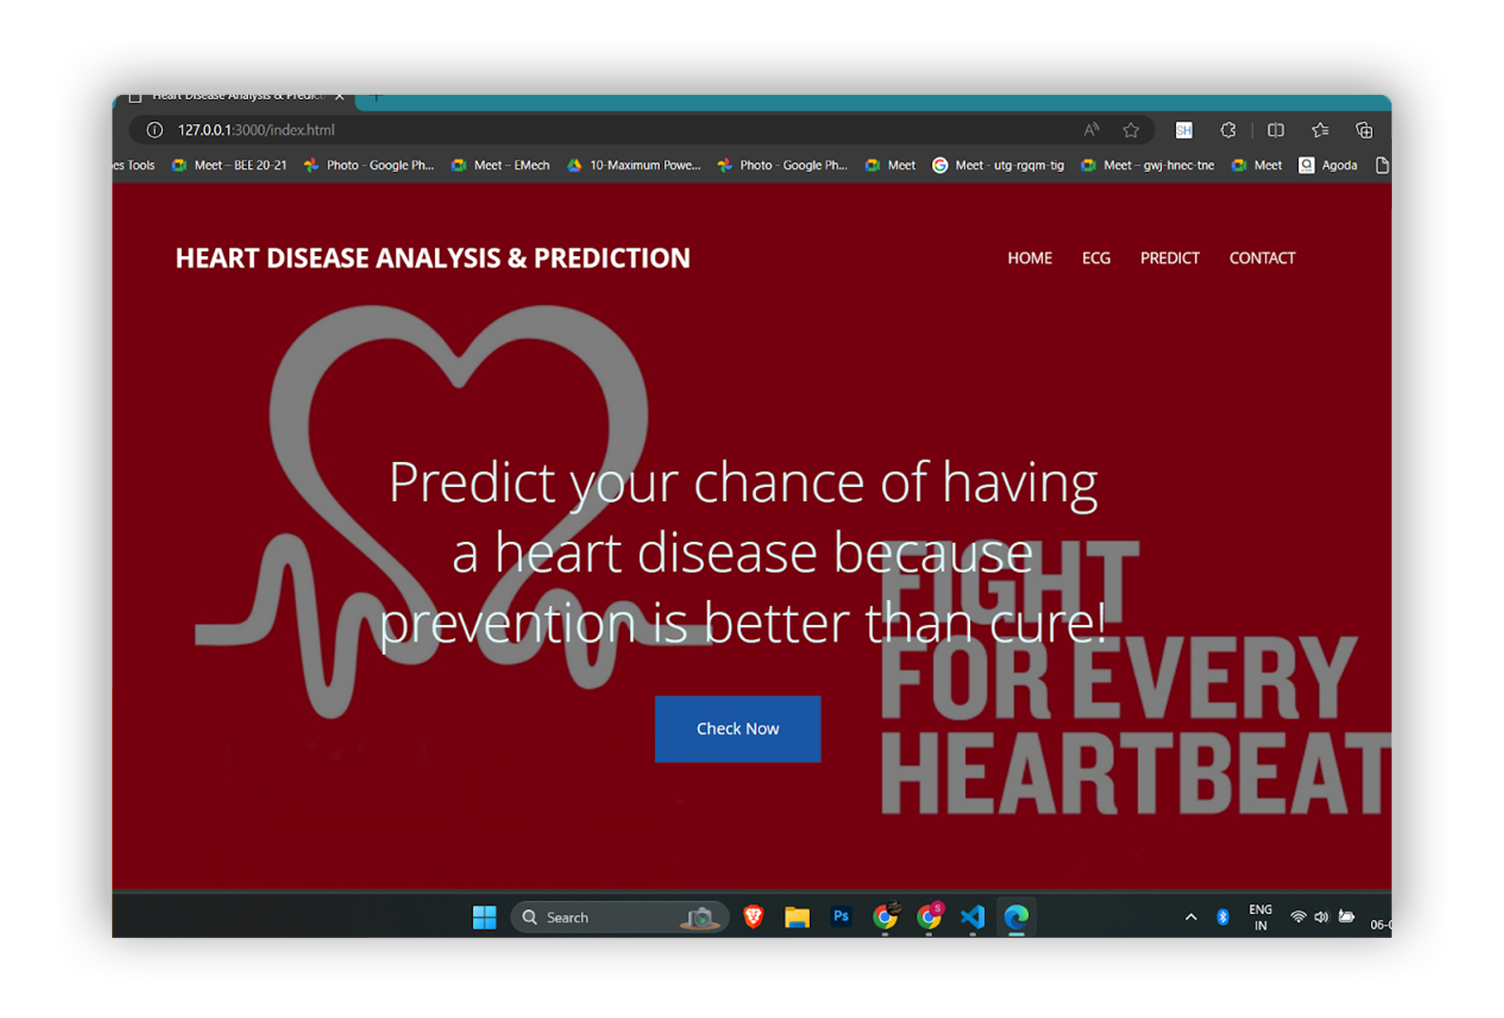 Heart Disease Analysis & Predic
127.0.0.1:3000/index.html
SH
es Tools Meet – BEE 20-21 Photo - Google Ph... Meet – EMech 10-Maximum Powe... Photo - Google Ph... Meet Meet - utg-rgqm-tig Meet – gwj-hnec-tne Meet Agoda
HEART DISEASE ANALYSIS & PREDICTION
HOME ECG PREDICT CONTACT
Predict your chance of having
a heart disease because
prevention is better than cure!
FIGHT
FOR EVERY
HEARTBEAT
Check Now
Search
Ps
S
ENG
IN
06-0